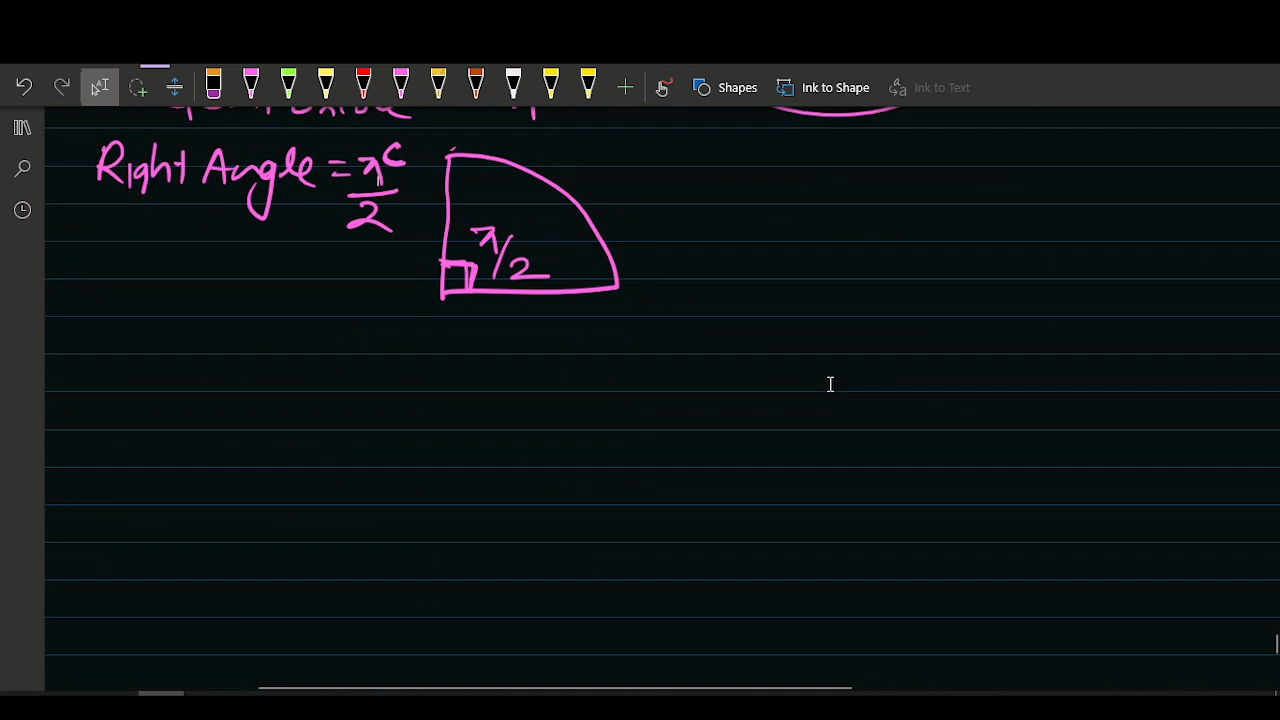 Shapes Ink to Shape Ink to Text
Right Angle = π^c/2
π/2